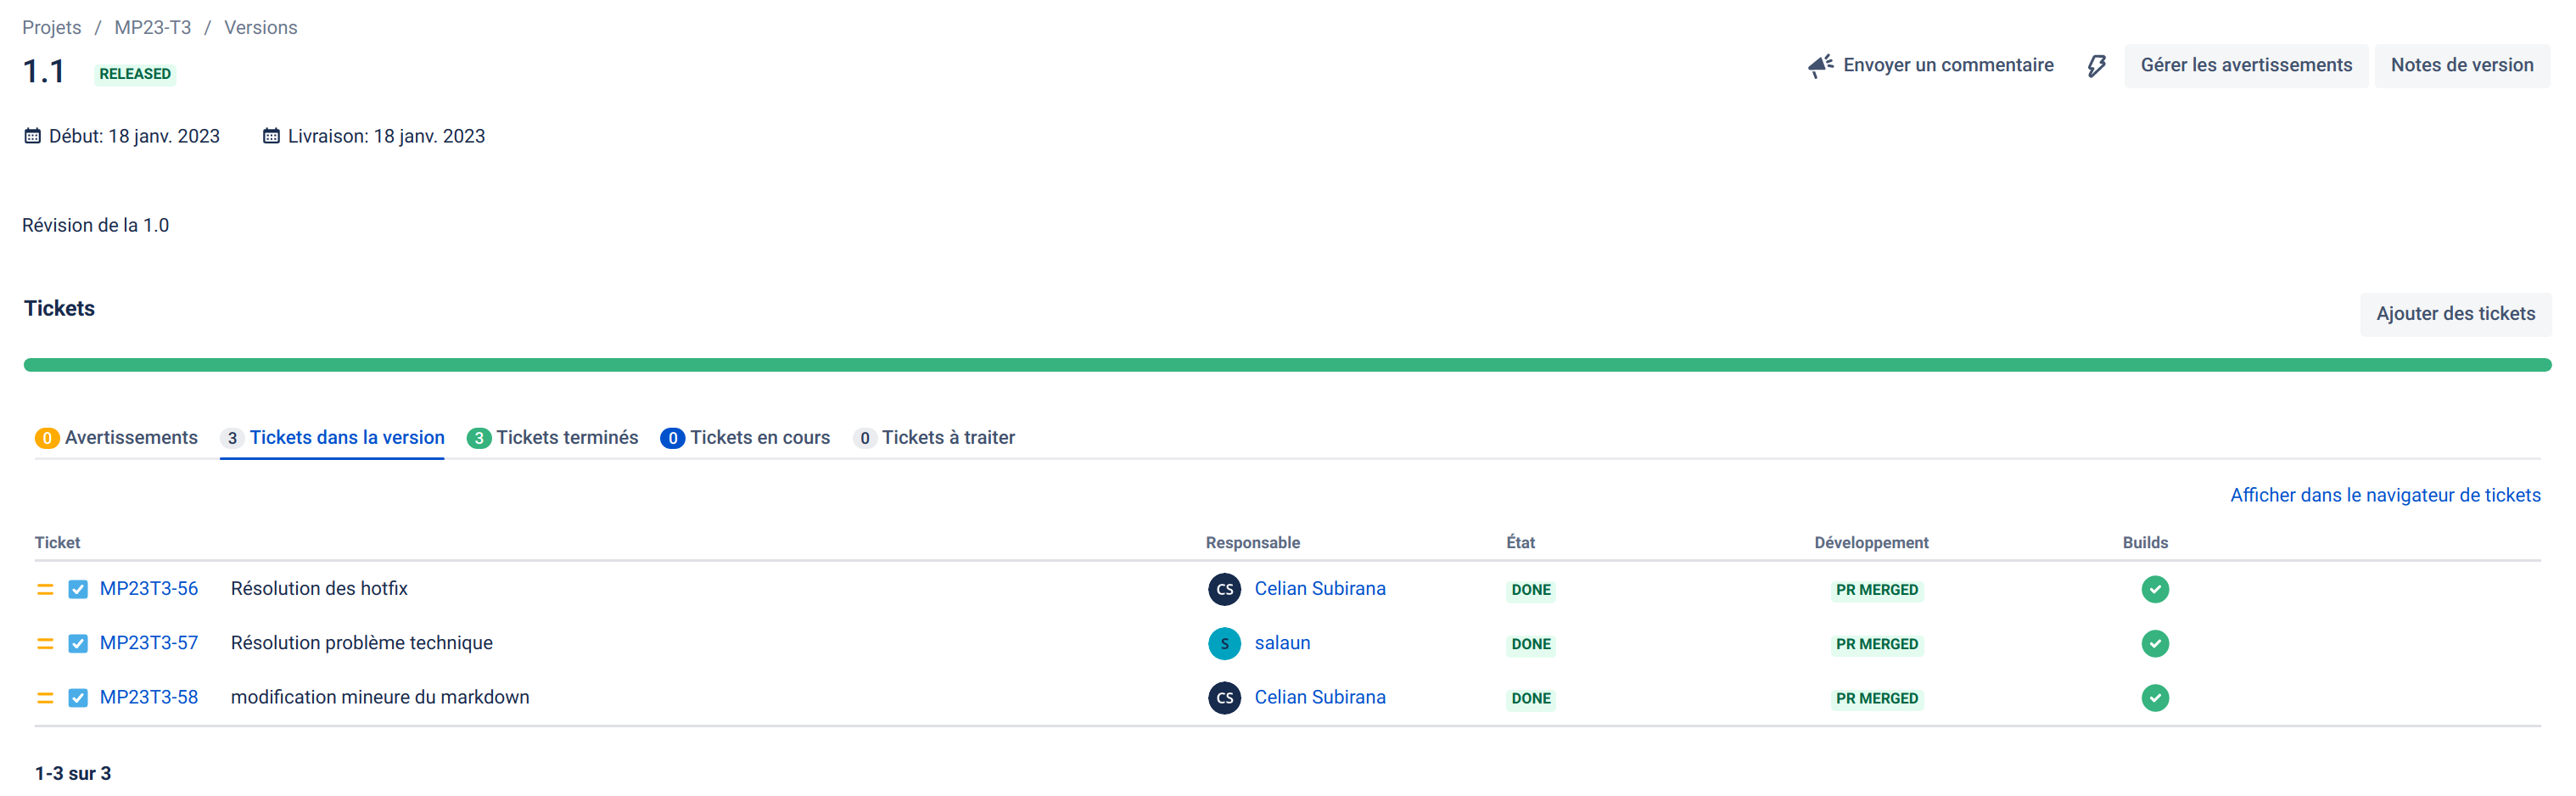 Projets / MP23-T3 / Versions
1.1 RELEASED
Envoyer un commentaire Gérer les avertissements Notes de version
Début: 18 janv. 2023 Livraison: 18 janv. 2023
Révision de la 1.0
Tickets
Ajouter des tickets
0 Avertissements 3 Tickets dans la version 3 Tickets terminés 0 Tickets en cours 0 Tickets à traiter
Afficher dans le navigateur de tickets
Ticket Responsable État Développement Builds
MP23T3-56 Résolution des hotfix CS Celian Subirana DONE PR MERGED
MP23T3-57 Résolution problème technique S salaun DONE PR MERGED
MP23T3-58 modification mineure du markdown CS Celian Subirana DONE PR MERGED
1-3 sur 3